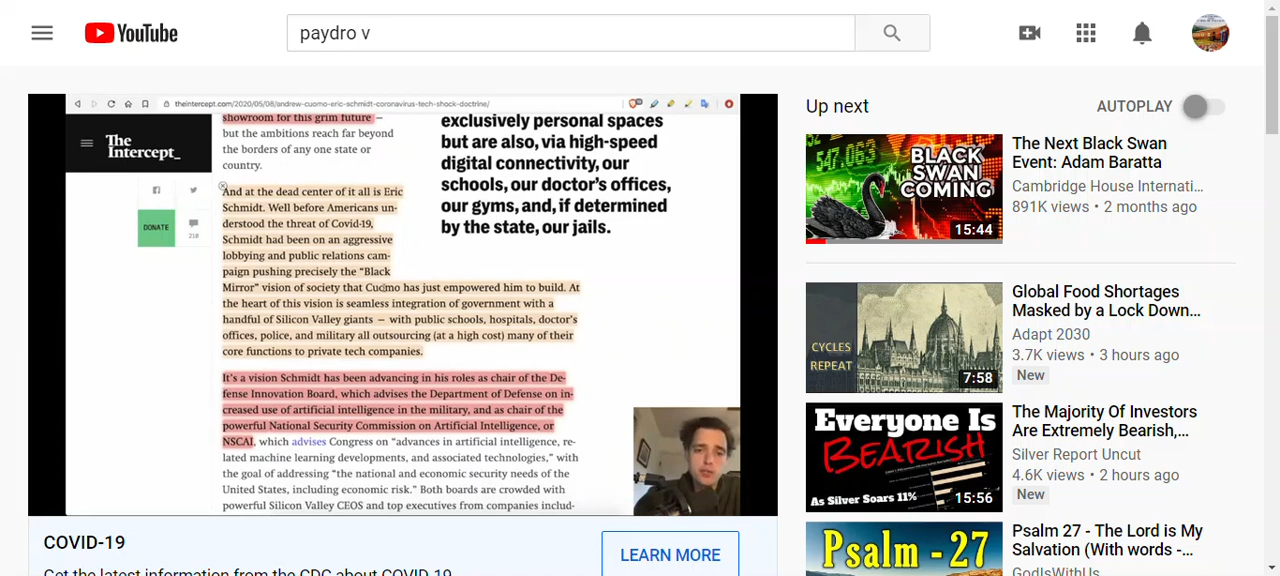 YouTube
paydro v
theintercept.com/2020/05/08/andrew-cuomo-eric-schmidt-coronavirus-tech-shock-doctrine/
The
Intercept_
DONATE
218
showroom for this grim future –
but the ambitions reach far beyond
the borders of any one state or
country.
And at the dead center of it all is Eric
Schmidt. Well before Americans un-
derstood the threat of Covid-19,
Schmidt had been on an aggressive
lobbying and public relations cam-
paign pushing precisely the “Black
Mirror” vision of society that Cuomo has just empowered him to build. At
the heart of this vision is seamless integration of government with a
handful of Silicon Valley giants — with public schools, hospitals, doctor’s
offices, police, and military all outsourcing (at a high cost) many of their
core functions to private tech companies.
It’s a vision Schmidt has been advancing in his roles as chair of the De-
fense Innovation Board, which advises the Department of Defense on in-
creased use of artificial intelligence in the military, and as chair of the
powerful National Security Commission on Artificial Intelligence, or
NSCAI, which advises Congress on “advances in artificial intelligence, re-
lated machine learning developments, and associated technologies,” with
the goal of addressing “the national and economic security needs of the
United States, including economic risk.” Both boards are crowded with
powerful Silicon Valley CEOS and top executives from companies includ-
exclusively personal spaces
but are also, via high-speed
digital connectivity, our
schools, our doctor’s offices,
our gyms, and, if determined
by the state, our jails.
COVID-19
Get the latest information from the CDC about COVID-19
LEARN MORE
Up next
AUTOPLAY
547.063
BLACK
SWAN
COMING
15:44
The Next Black Swan
Event: Adam Baratta
Cambridge House Internati...
891K views • 2 months ago
CYCLES
REPEAT
7:58
Global Food Shortages
Masked by a Lock Down...
Adapt 2030
3.7K views • 3 hours ago
New
Everyone Is
BEARISH
As Silver Soars 11%
15:56
The Majority Of Investors
Are Extremely Bearish,...
Silver Report Uncut
4.6K views • 2 hours ago
New
Psalm - 27
Psalm 27 - The Lord is My
Salvation (With words -...
GodIsWithUs